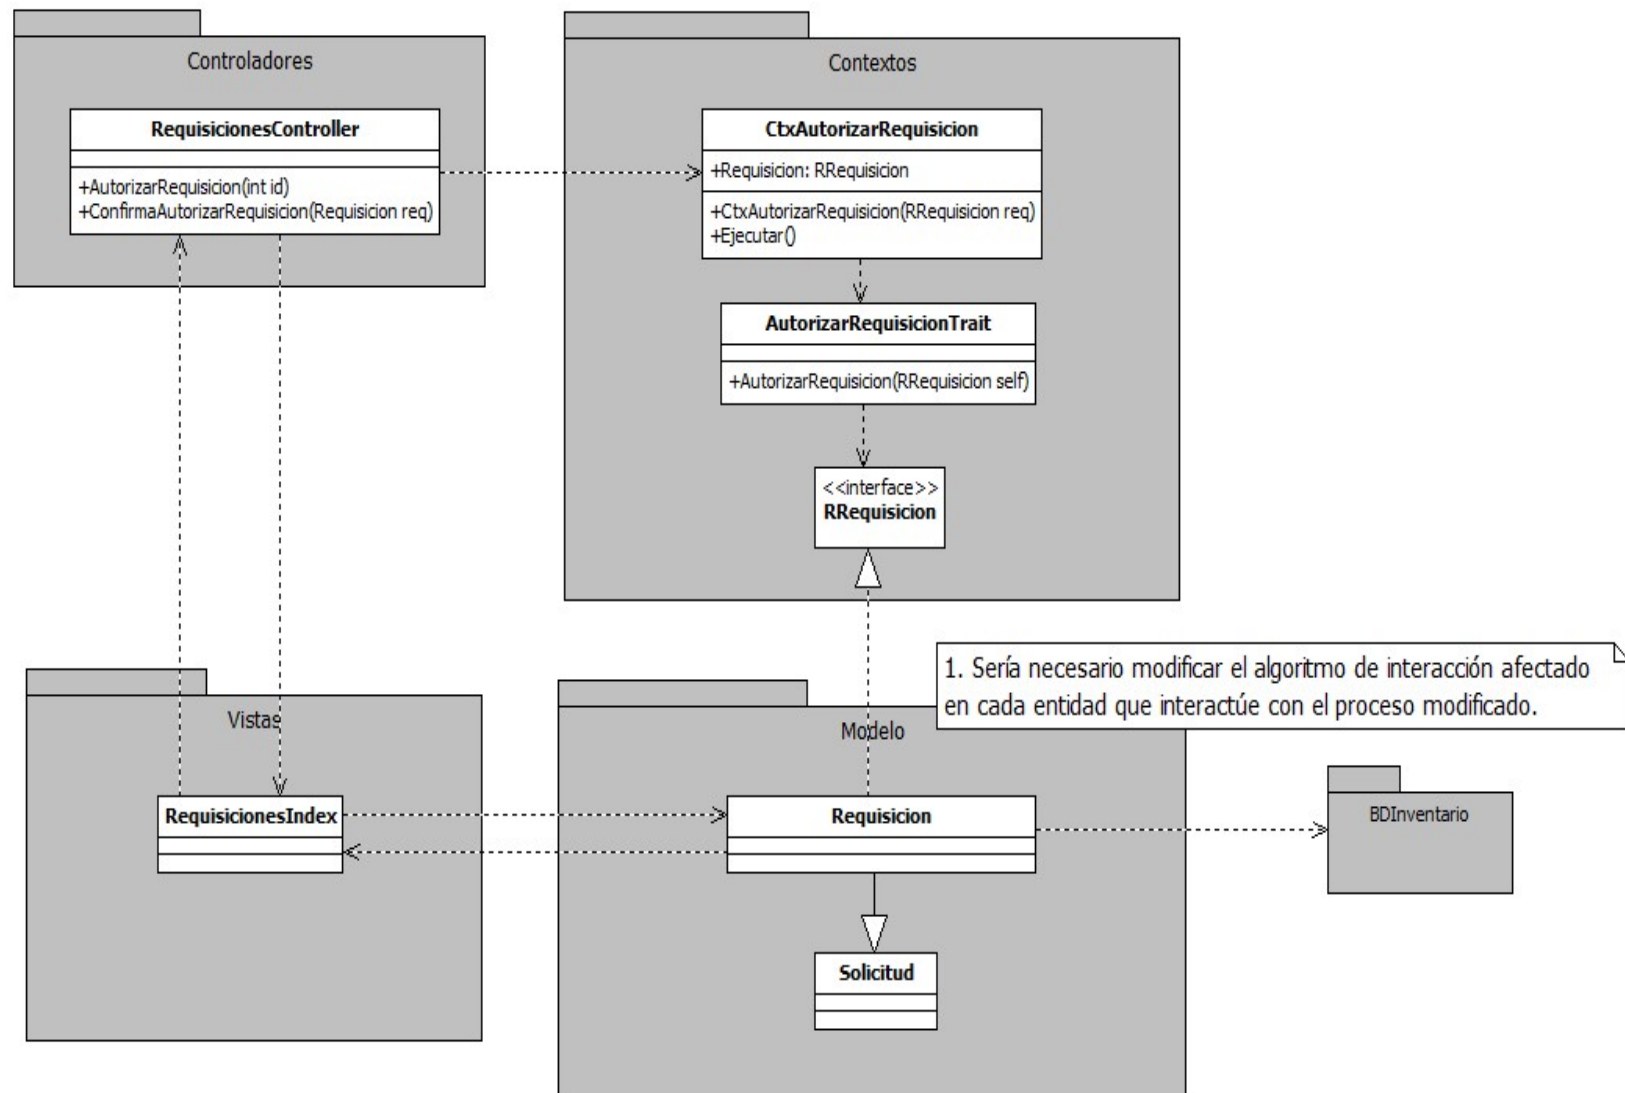 Controladores
RequisicionesController
+AutorizarRequisicion(int id)
+ConfirmaAutorizarRequisicion(Requisicion req)
Contextos
CtxAutorizarRequisicion
+Requisicion: RRequisicion
+CtxAutorizarRequisicion(RRequisicion req)
+Ejecutar()
AutorizarRequisicionTrait
+AutorizarRequisicion(RRequisicion self)
<<interface>>
RRequisicion
1. Sería necesario modificar el algoritmo de interacción afectado
en cada entidad que interactúe con el proceso modificado.
Vistas
RequisicionesIndex
Modelo
Requisicion
Solicitud
BDInventario